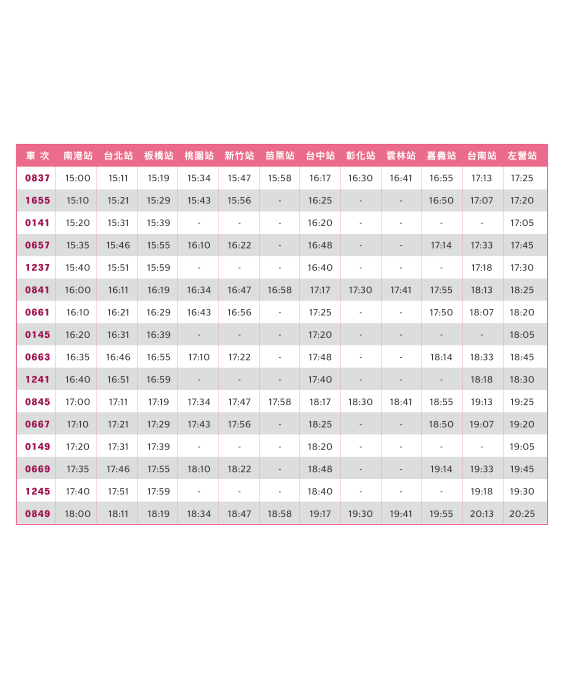 車 次 南港站 台北站 板橋站 桃園站 新竹站 苗栗站 台中站 彰化站 雲林站 嘉義站 台南站 左營站
0837 15:00 15:11 15:19 15:34 15:47 15:58 16:17 16:30 16:41 16:55 17:13 17:25
1655 15:10 15:21 15:29 15:43 15:56 - 16:25 - - 16:50 17:07 17:20
0141 15:20 15:31 15:39 - - - 16:20 - - - - 17:05
0657 15:35 15:46 15:55 16:10 16:22 - 16:48 - - 17:14 17:33 17:45
1237 15:40 15:51 15:59 - - - 16:40 - - - 17:18 17:30
0841 16:00 16:11 16:19 16:34 16:47 16:58 17:17 17:30 17:41 17:55 18:13 18:25
0661 16:10 16:21 16:29 16:43 16:56 - 17:25 - - 17:50 18:07 18:20
0145 16:20 16:31 16:39 - - - 17:20 - - - - 18:05
0663 16:35 16:46 16:55 17:10 17:22 - 17:48 - - 18:14 18:33 18:45
1241 16:40 16:51 16:59 - - - 17:40 - - - 18:18 18:30
0845 17:00 17:11 17:19 17:34 17:47 17:58 18:17 18:30 18:41 18:55 19:13 19:25
0667 17:10 17:21 17:29 17:43 17:56 - 18:25 - - 18:50 19:07 19:20
0149 17:20 17:31 17:39 - - - 18:20 - - - - 19:05
0669 17:35 17:46 17:55 18:10 18:22 - 18:48 - - 19:14 19:33 19:45
1245 17:40 17:51 17:59 - - - 18:40 - - - 19:18 19:30
0849 18:00 18:11 18:19 18:34 18:47 18:58 19:17 19:30 19:41 19:55 20:13 20:25